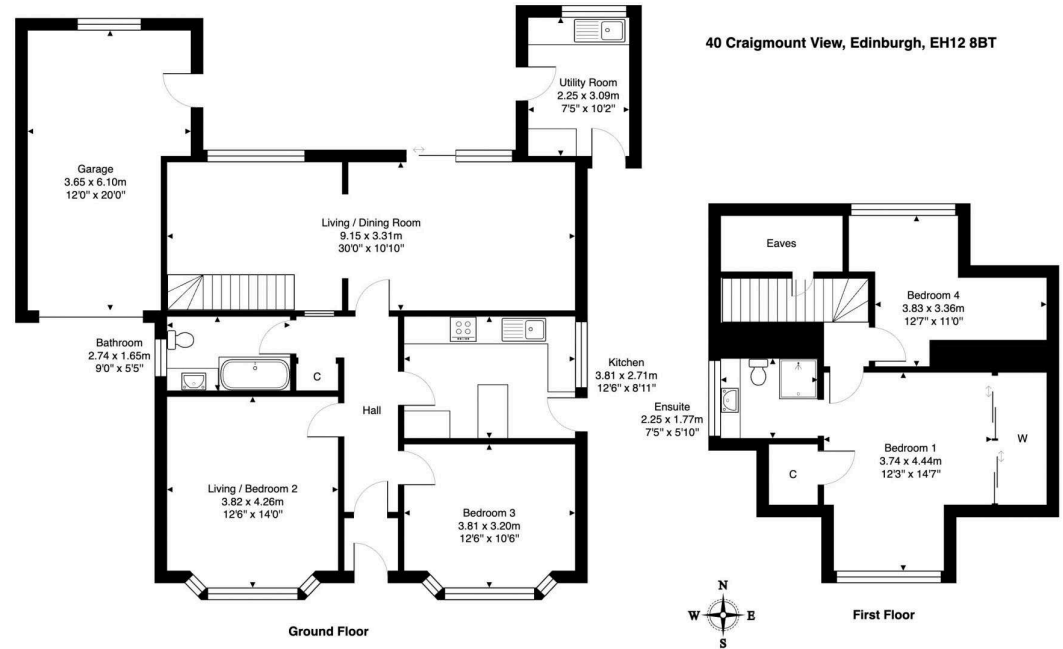 40 Craigmount View, Edinburgh, EH12 8BT
Utility Room
2.25 x 3.09m
7'5" x 10'2"
Garage
3.65 x 6.10m
12'0" x 20'0"
Living / Dining Room
9.15 x 3.31m
30'0" x 10'10"
Bathroom
2.74 x 1.65m
9'0" x 5'5"
C
Hall
Kitchen
3.81 x 2.71m
12'6" x 8'11"
Living / Bedroom 2
3.82 x 4.26m
12'6" x 14'0"
Bedroom 3
3.81 x 3.20m
12'6" x 10'6"
Ground Floor
Eaves
Bedroom 4
3.83 x 3.36m
12'7" x 11'0"
Ensuite
2.25 x 1.77m
7'5" x 5'10"
Bedroom 1
3.74 x 4.44m
12'3" x 14'7"
W
C
N
W E
S
First Floor